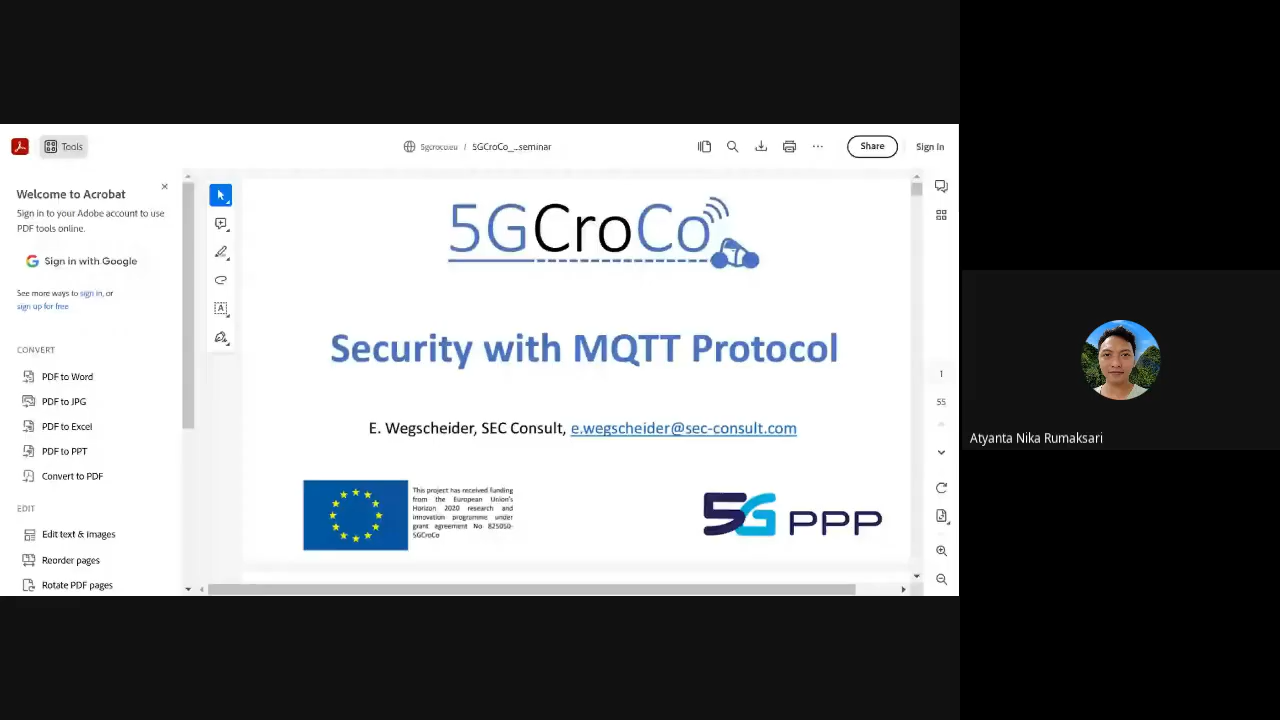 Tools
5gcroco.eu / 5GCroCo_...seminar
Share
Sign In
Welcome to Acrobat
Sign in to your Adobe account to use
PDF tools online.
Sign in with Google
See more ways to sign in, or
sign up for free
CONVERT
PDF to Word
PDF to JPG
PDF to Excel
PDF to PPT
Convert to PDF
EDIT
Edit text & images
Reorder pages
Rotate PDF pages
5GCroCo
Security with MQTT Protocol
E. Wegscheider, SEC Consult, e.wegscheider@sec-consult.com
This project has received funding
from the European Union's
Horizon 2020 research and
innovation programme under
grant agreement No 825050-
5GCroCo
5G PPP
1
55
Atyanta Nika Rumaksari